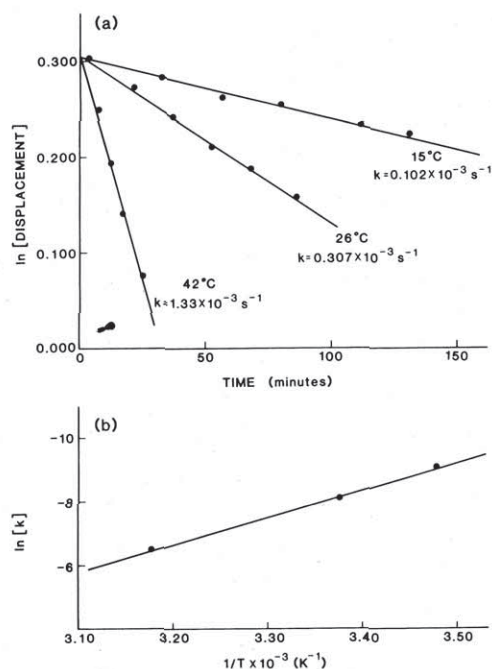 (a)
0.300
0.200
0.100
0.000
ln [DISPLACEMENT]
15°C
k=0.102×10⁻³ s⁻¹
26°C
k=0.307×10⁻³ s⁻¹
42°C
k=1.33×10⁻³ s⁻¹
0 50 100 150
TIME (minutes)
(b)
-10
-8
-6
ln [k]
3.10 3.20 3.30 3.40 3.50
1/T×10⁻³ (K⁻¹)